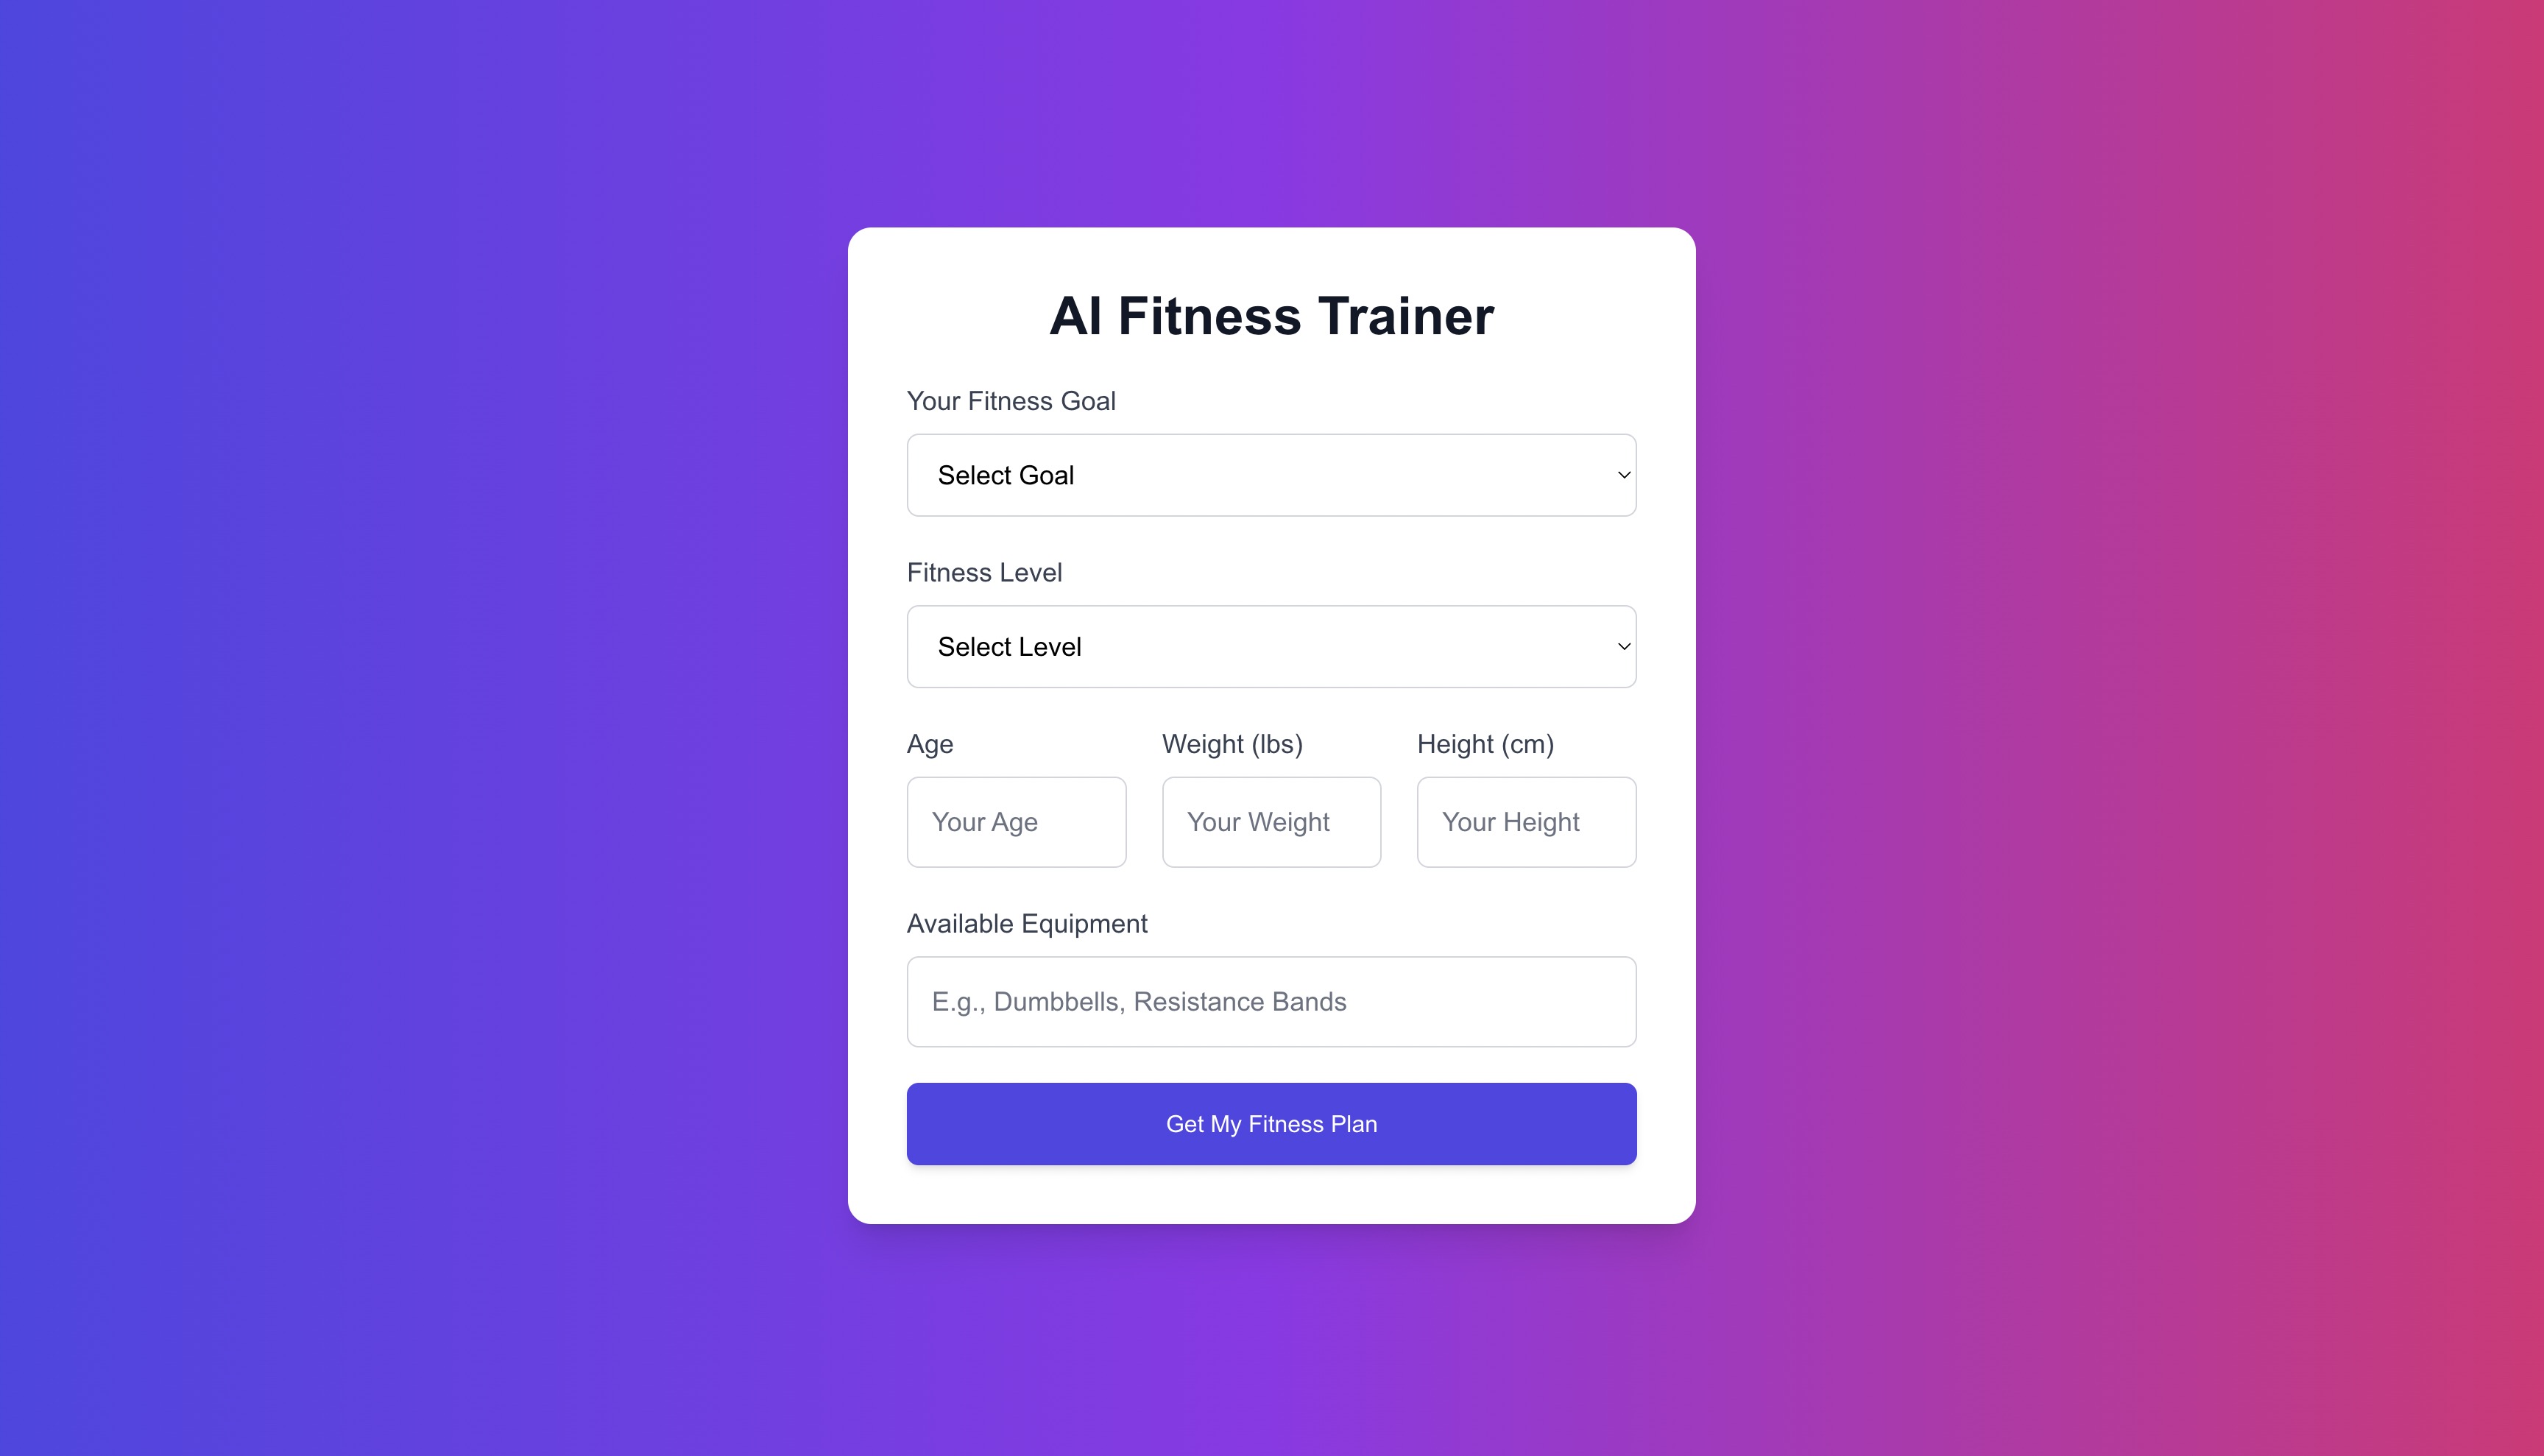 AI Fitness Trainer
Your Fitness Goal
Select Goal
Fitness Level
Select Level
Age Weight (lbs) Height (cm)
Your Age Your Weight Your Height
Available Equipment
E.g., Dumbbells, Resistance Bands
Get My Fitness Plan